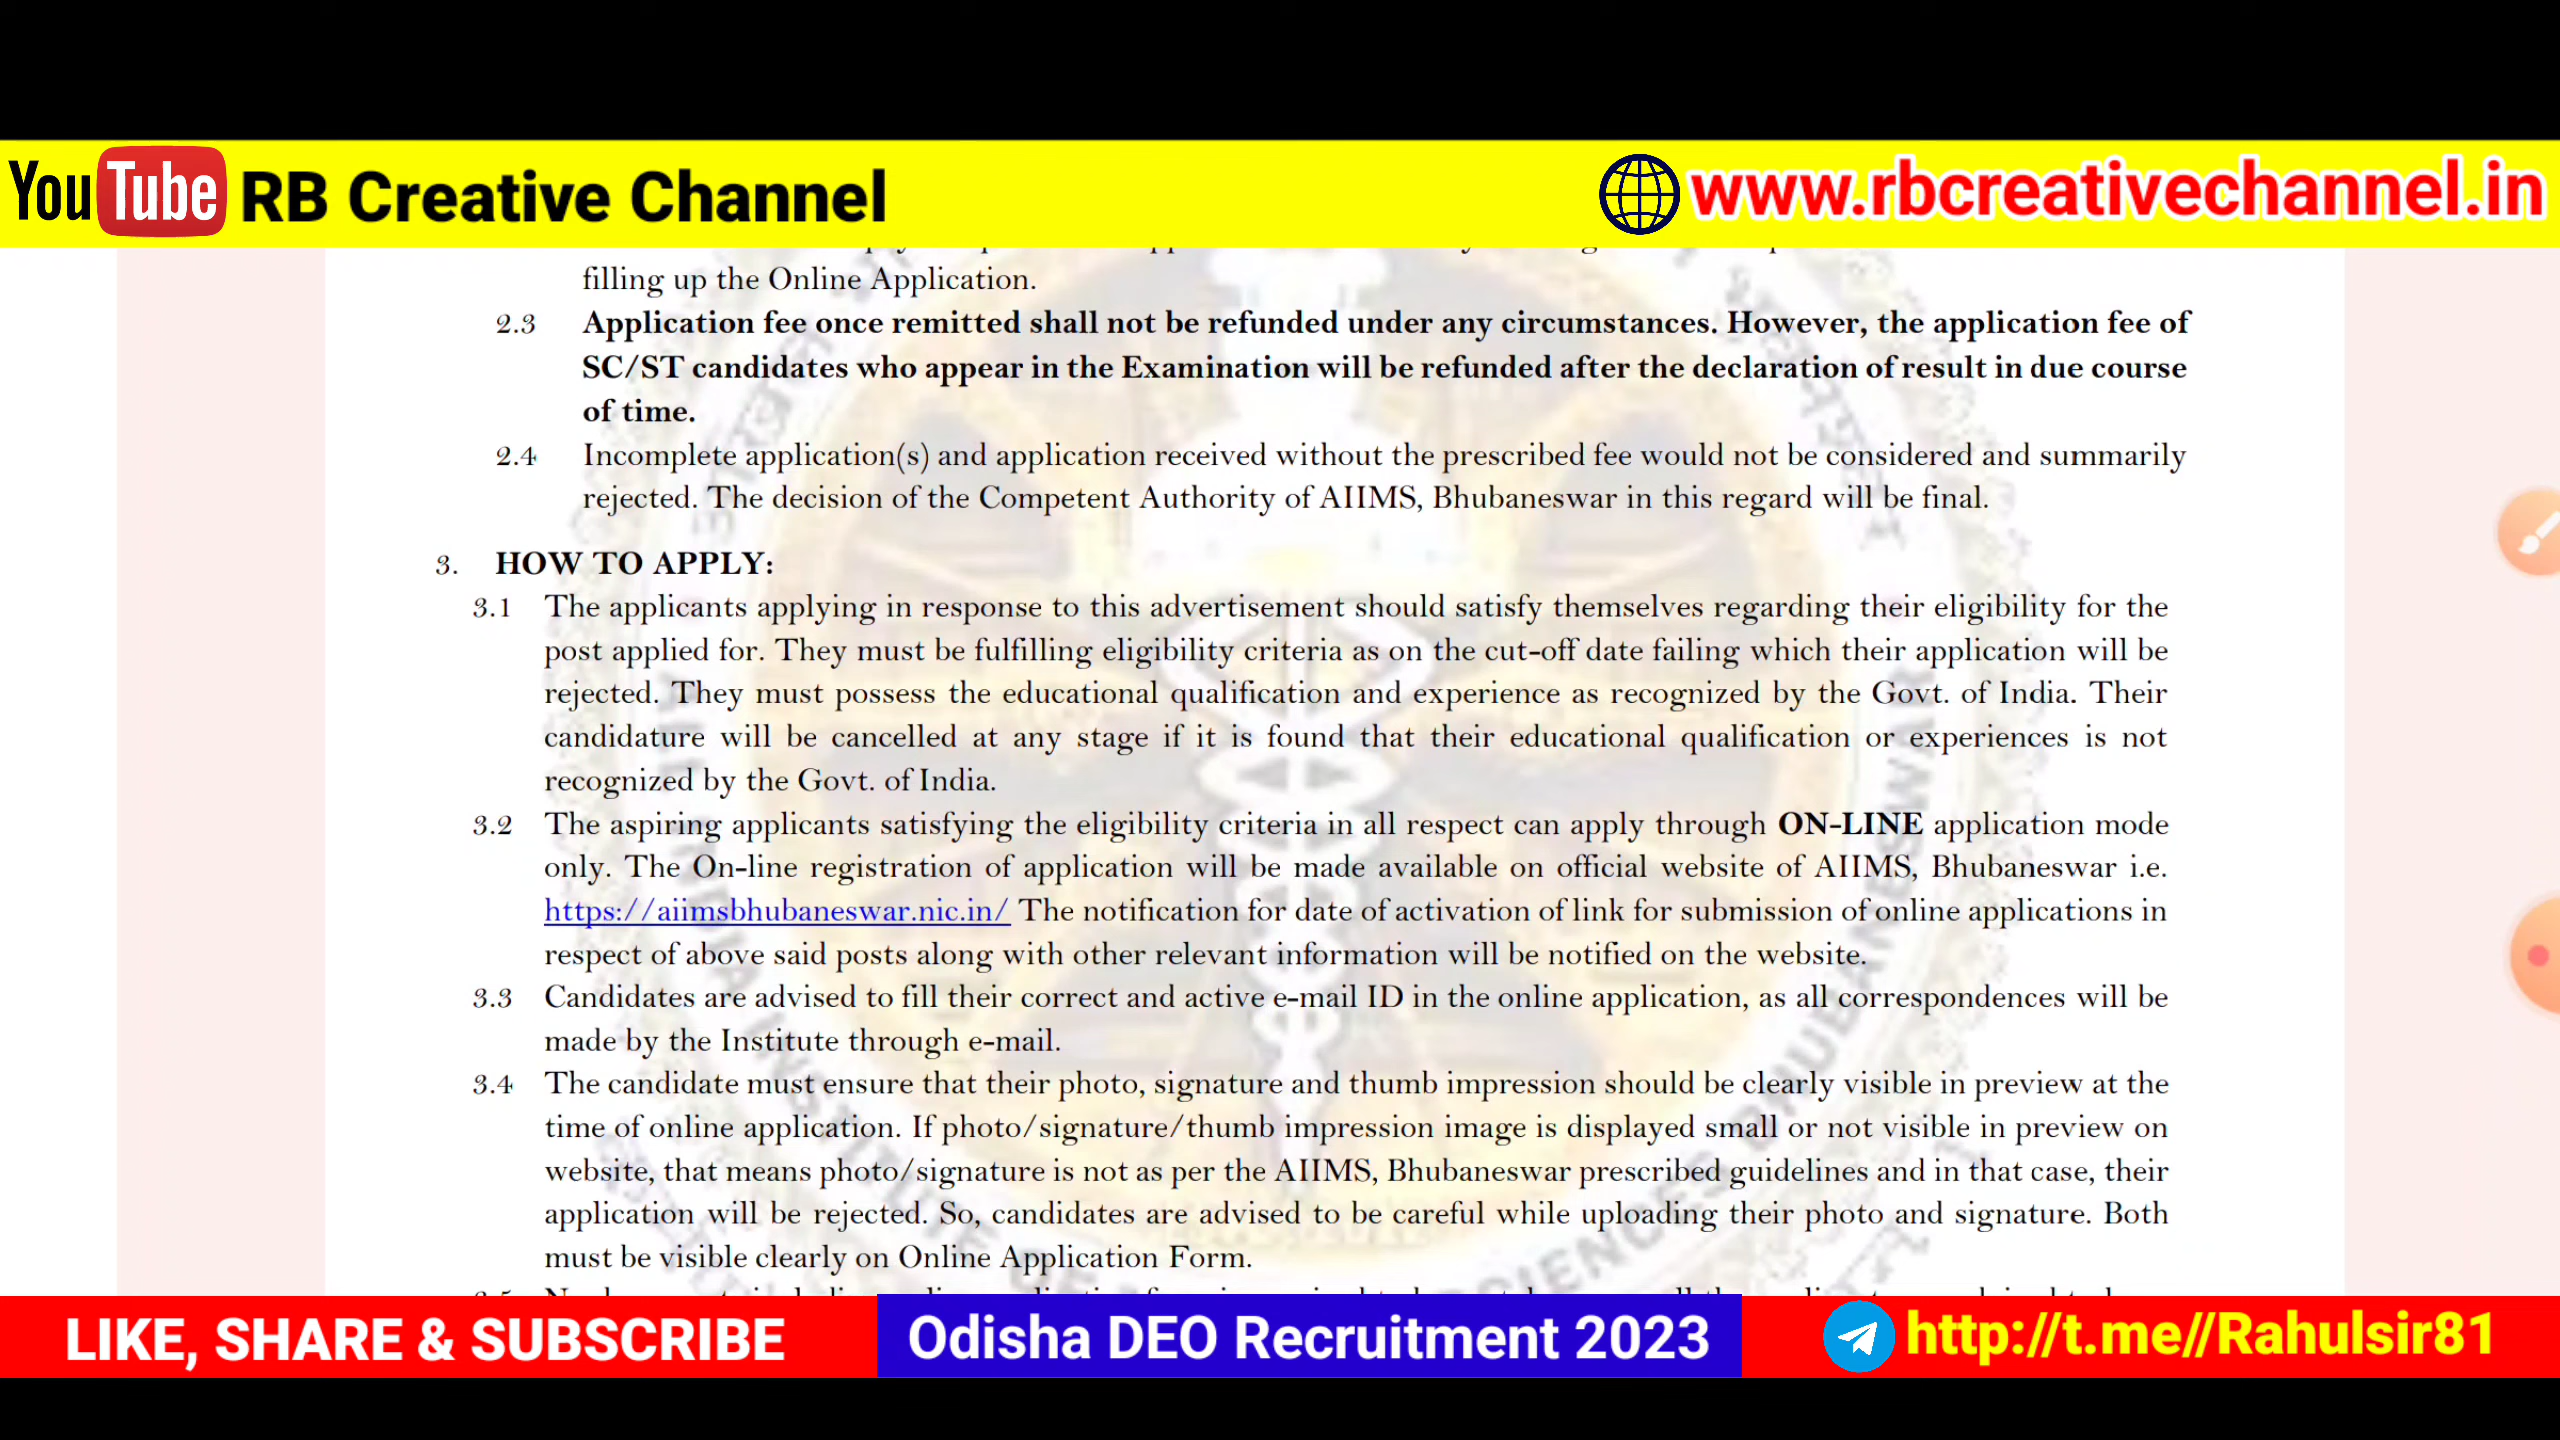 YouTube RB Creative Channel
www.rbcreativechannel.in
filling up the Online Application.
2.3 Application fee once remitted shall not be refunded under any circumstances. However, the application fee of
SC/ST candidates who appear in the Examination will be refunded after the declaration of result in due course
of time.
2.4 Incomplete application(s) and application received without the prescribed fee would not be considered and summarily
rejected. The decision of the Competent Authority of AIIMS, Bhubaneswar in this regard will be final.
3. HOW TO APPLY:
3.1 The applicants applying in response to this advertisement should satisfy themselves regarding their eligibility for the
post applied for. They must be fulfilling eligibility criteria as on the cut-off date failing which their application will be
rejected. They must possess the educational qualification and experience as recognized by the Govt. of India. Their
candidature will be cancelled at any stage if it is found that their educational qualification or experiences is not
recognized by the Govt. of India.
3.2 The aspiring applicants satisfying the eligibility criteria in all respect can apply through ON-LINE application mode
only. The On-line registration of application will be made available on official website of AIIMS, Bhubaneswar i.e.
https://aiimsbhubaneswar.nic.in/ The notification for date of activation of link for submission of online applications in
respect of above said posts along with other relevant information will be notified on the website.
3.3 Candidates are advised to fill their correct and active e-mail ID in the online application, as all correspondences will be
made by the Institute through e-mail.
3.4 The candidate must ensure that their photo, signature and thumb impression should be clearly visible in preview at the
time of online application. If photo/signature/thumb impression image is displayed small or not visible in preview on
website, that means photo/signature is not as per the AIIMS, Bhubaneswar prescribed guidelines and in that case, their
application will be rejected. So, candidates are advised to be careful while uploading their photo and signature. Both
must be visible clearly on Online Application Form.
LIKE, SHARE & SUBSCRIBE
Odisha DEO Recruitment 2023
http://t.me//Rahulsir81